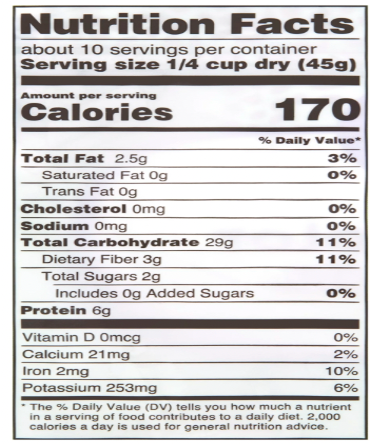 Nutrition Facts
about 10 servings per container
Serving size 1/4 cup dry (45g)
Amount per serving
Calories 170
% Daily Value*
Total Fat 2.5g 3%
Saturated Fat 0g 0%
Trans Fat 0g
Cholesterol 0mg 0%
Sodium 0mg 0%
Total Carbohydrate 29g 11%
Dietary Fiber 3g 11%
Total Sugars 2g
Includes 0g Added Sugars 0%
Protein 6g
Vitamin D 0mcg 0%
Calcium 21mg 2%
Iron 2mg 10%
Potassium 253mg 6%
* The % Daily Value (DV) tells you how much a nutrient
in a serving of food contributes to a daily diet. 2,000
calories a day is used for general nutrition advice.